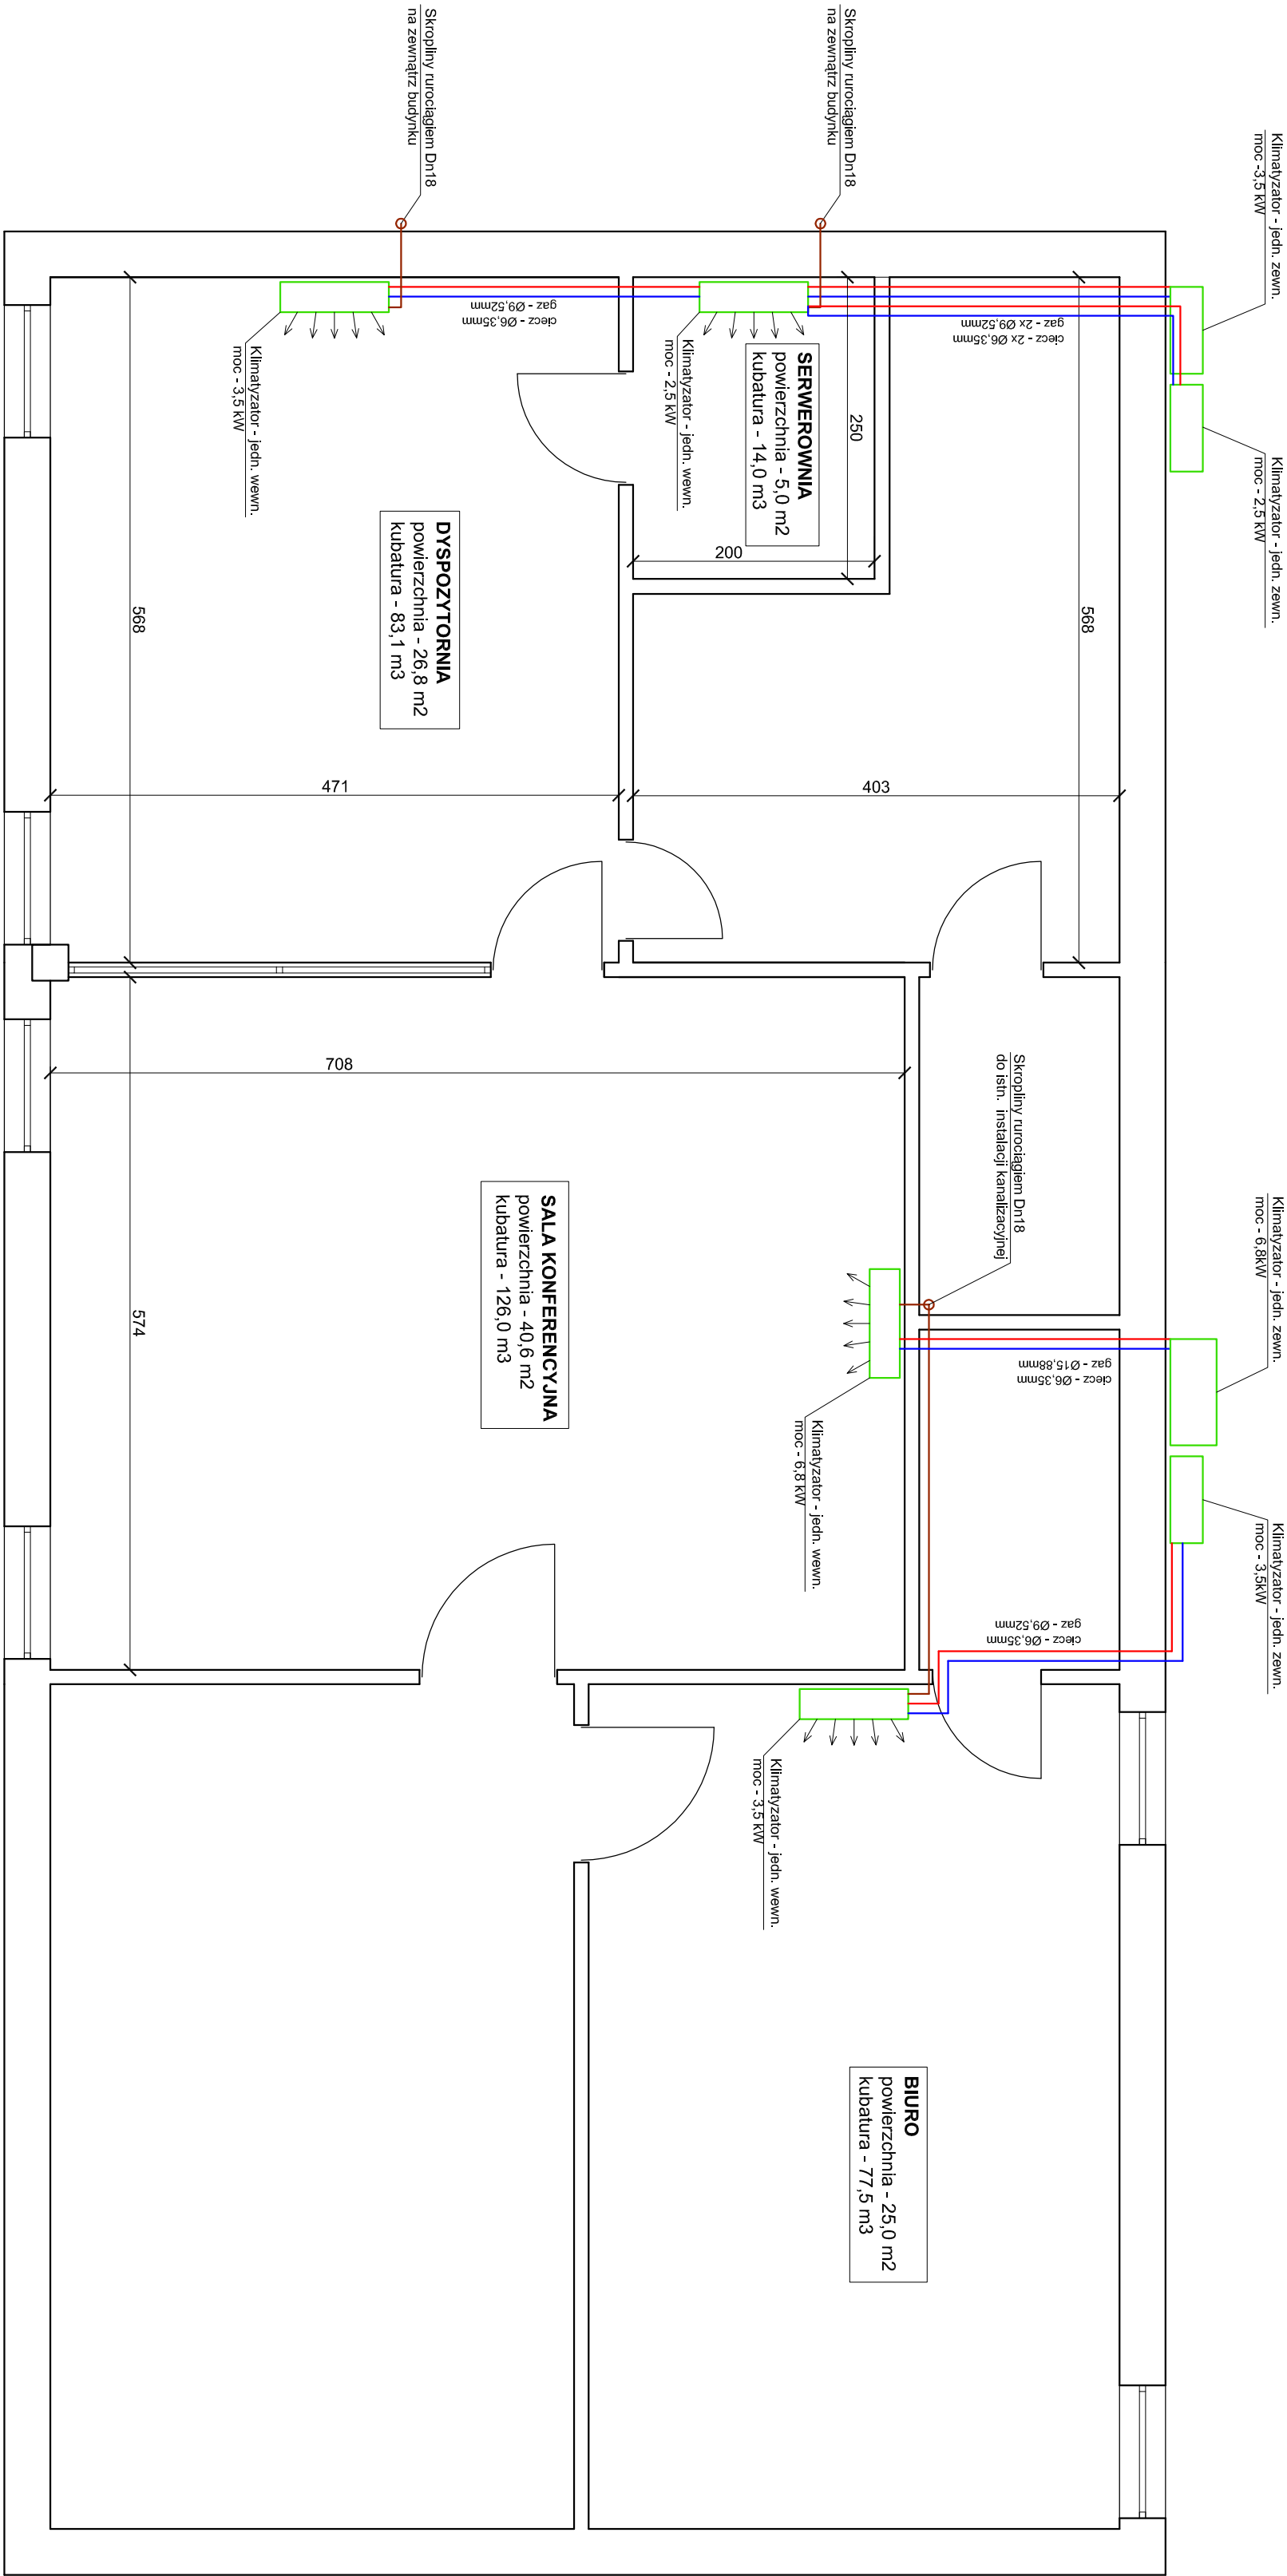 Skropliny rurociągiem Dn18
na zewnątrz budynku
Skropliny rurociągiem Dn18
na zewnątrz budynku
Klimatyzator - jedn. zewn.
moc -3,5 kW
Klimatyzator - jedn. zewn.
moc - 2,5 kW
ciecz - 2x Ø6,35mm
gaz - 2x Ø9,52mm
ciecz - Ø6,35mm
gaz - Ø9,52mm
Klimatyzator - jedn. wewn.
moc - 3,5 kW
Klimatyzator - jedn. wewn.
moc - 2,5 kW
SERWEROWNIA
powierzchnia - 5,0 m2
kubatura - 14,0 m3
250
200
568
568
DYSPOZYTORNIA
powierzchnia - 26,8 m2
kubatura - 83,1 m3
471
403
708
574
Skropliny rurociągiem Dn18
do istn. instalacji kanalizacyjnej
SALA KONFERENCYJNA
powierzchnia - 40,6 m2
kubatura - 126,0 m3
Klimatyzator - jedn. zewn.
moc - 6,8kW
Klimatyzator - jedn. zewn.
moc - 3,5kW
ciecz - Ø6,35mm
gaz - Ø15,88mm
Klimatyzator - jedn. wewn.
moc - 6,8 kW
ciecz - Ø6,35mm
gaz - Ø9,52mm
Klimatyzator - jedn. wewn.
moc - 3,5 kW
BIURO
powierzchnia - 25,0 m2
kubatura - 77,5 m3